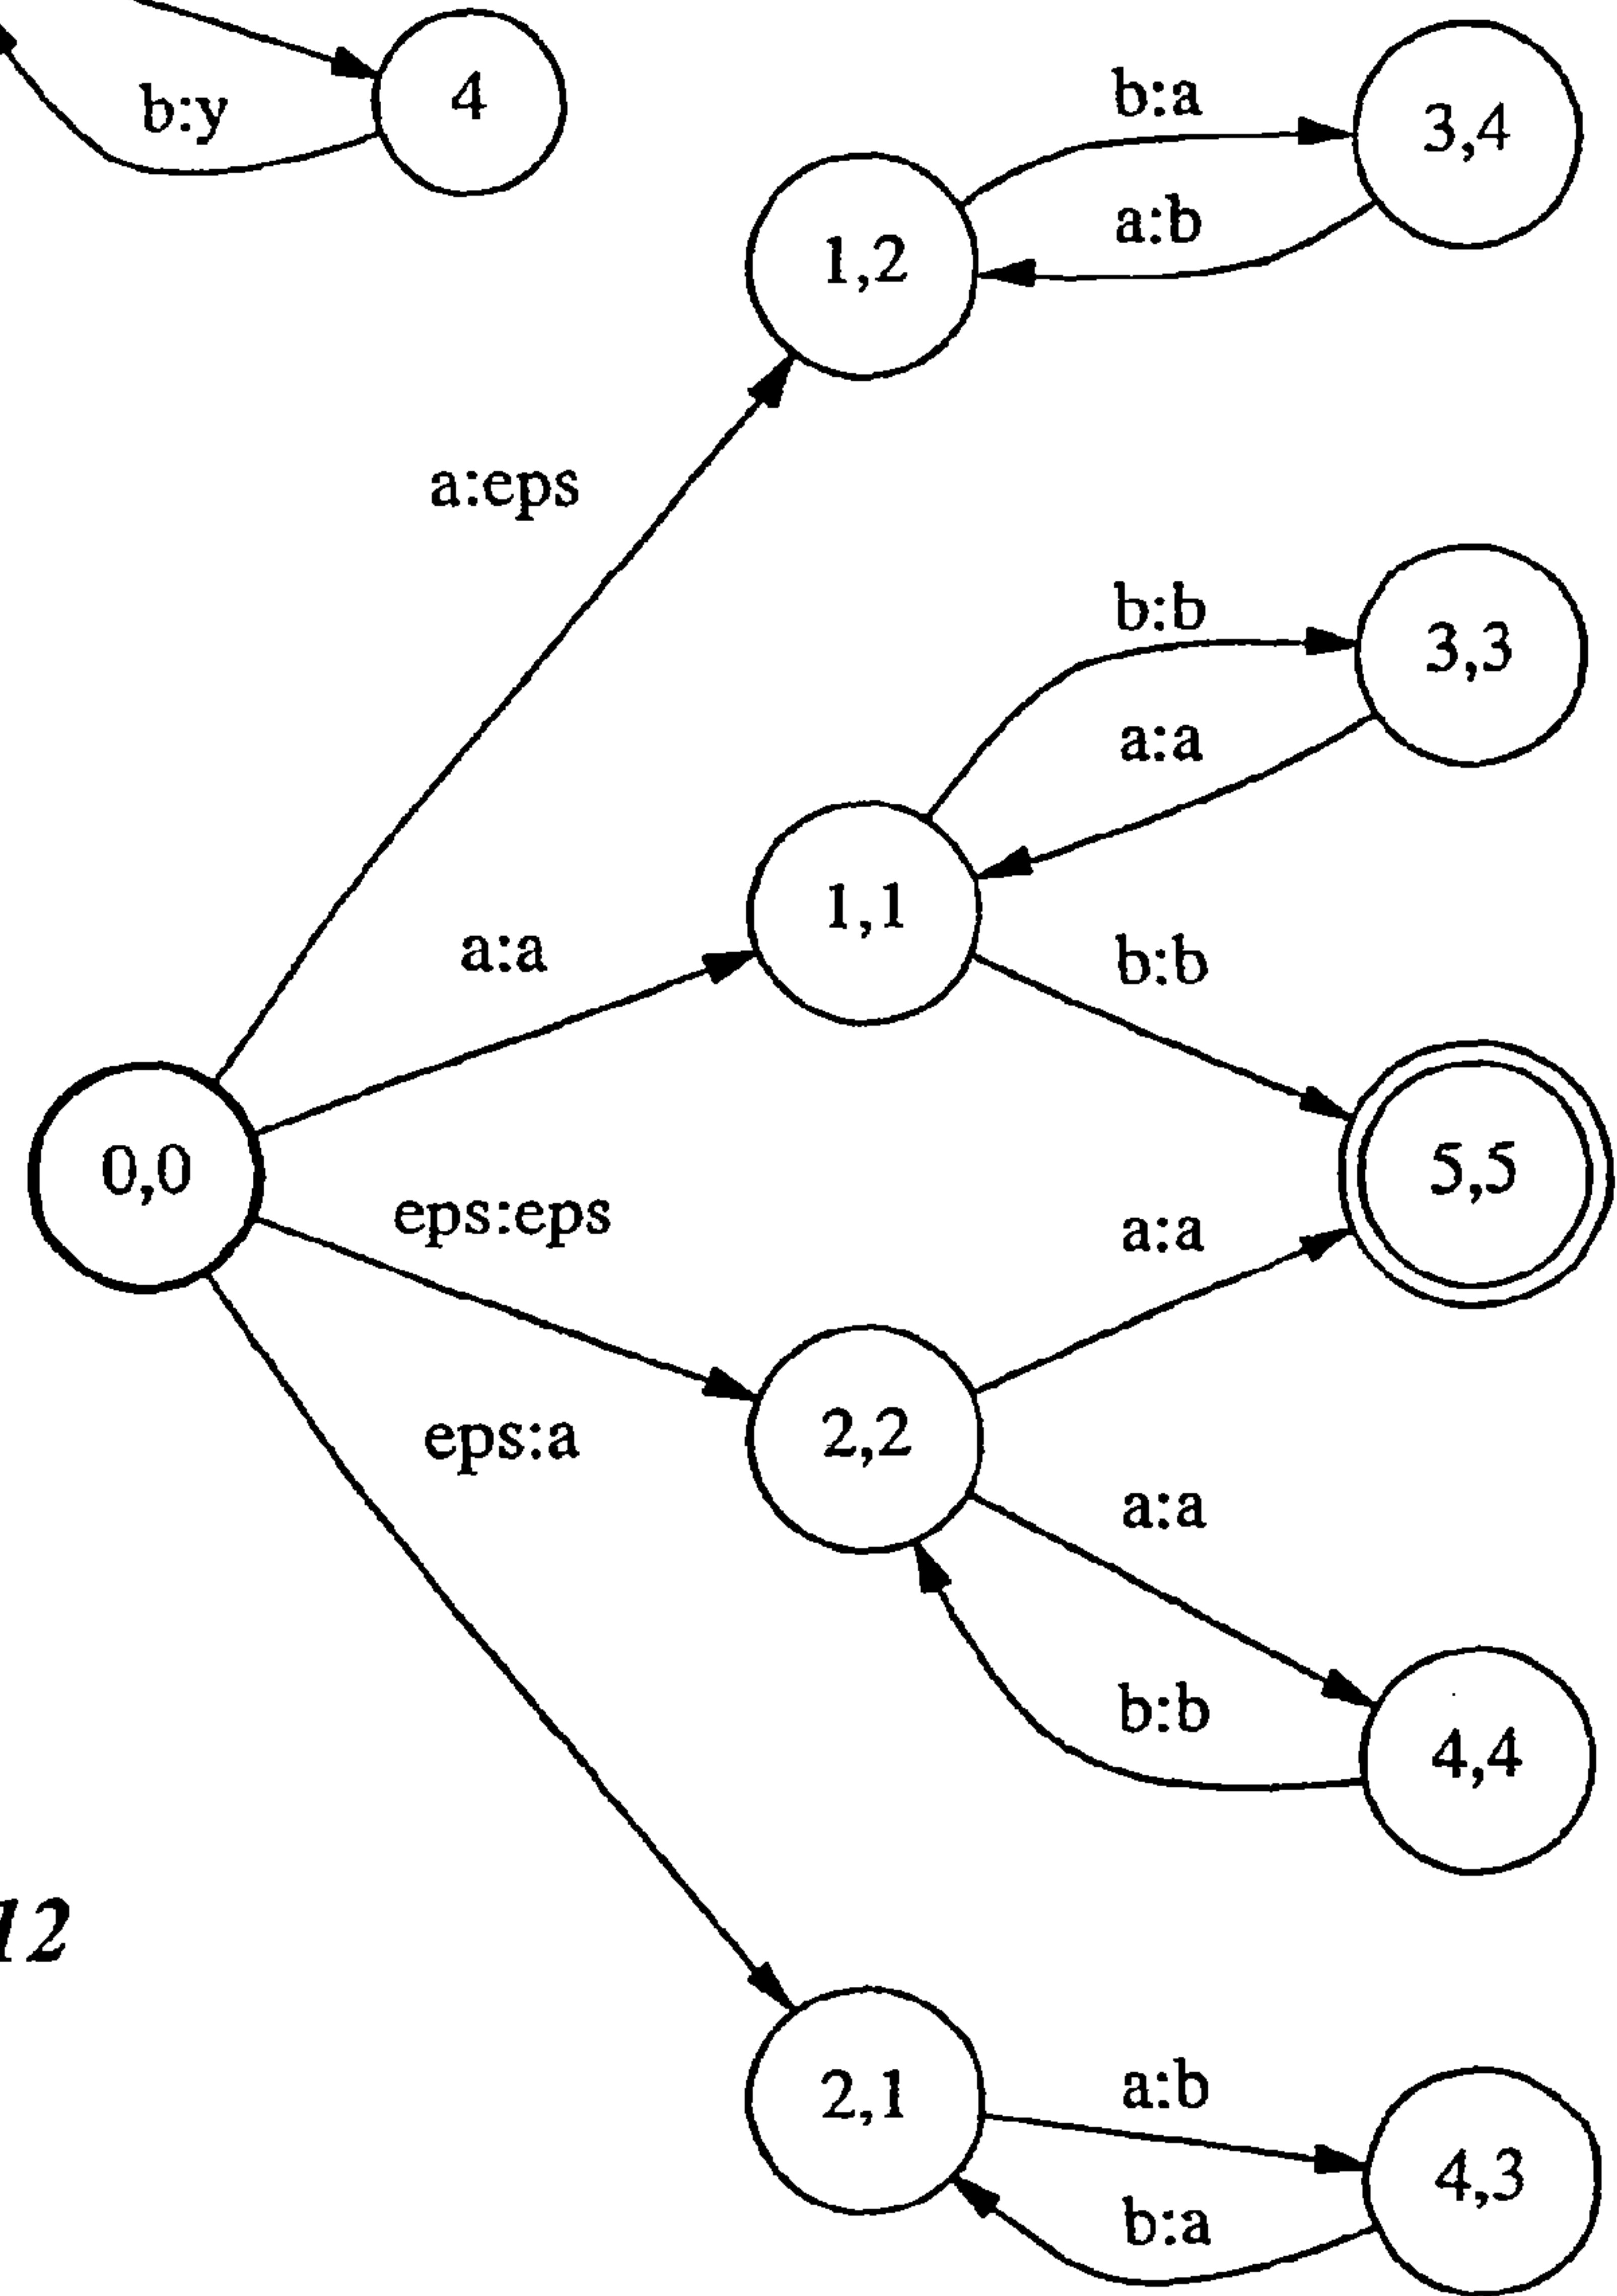 4
b:y
b:a
3,4
1,2
a:b
a:eps
b:b
3,3
a:a
1,1
a:a
b:b
0,0
5,5
eps:eps
a:a
2,2
eps:a
a:a
b:b
4,4
12
2,1
a:b
4,3
b:a